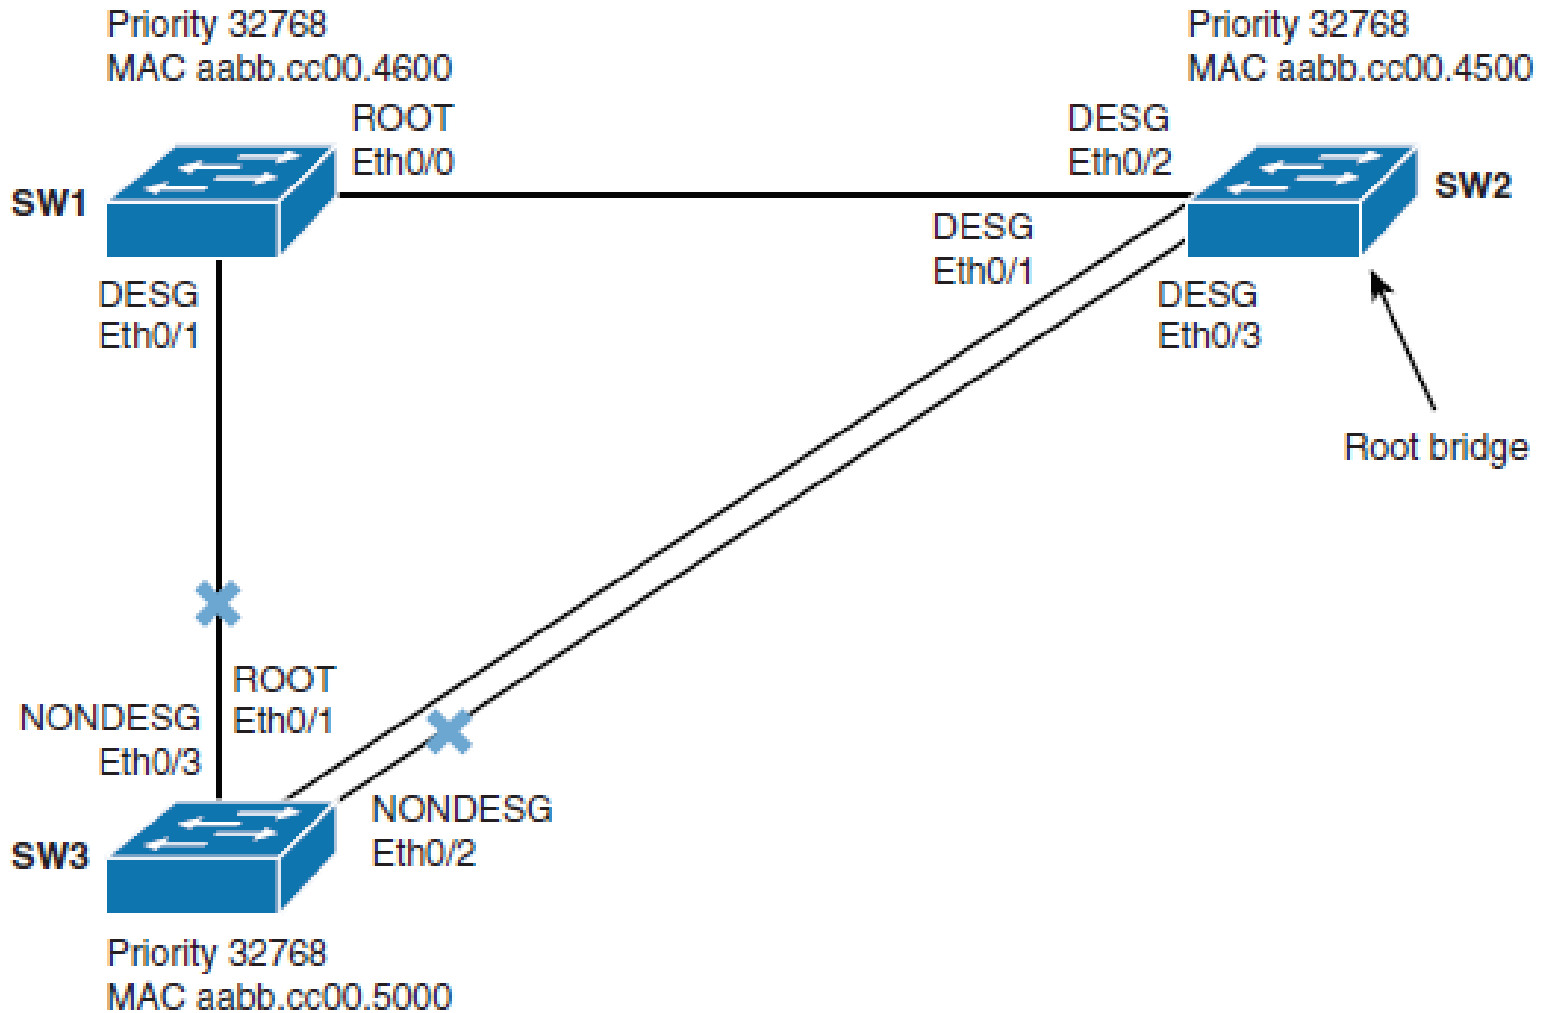 Priority 32768
MAC aabb.cc00.4600
Priority 32768
MAC aabb.cc00.4500
ROOT
Eth0/0
DESG
Eth0/2
SW1
SW2
DESG
Eth0/1
DESG
Eth0/1
DESG
Eth0/3
Root bridge
ROOT
Eth0/1
NONDESG
Eth0/3
NONDESG
Eth0/2
SW3
Priority 32768
MAC aabb.cc00.5000